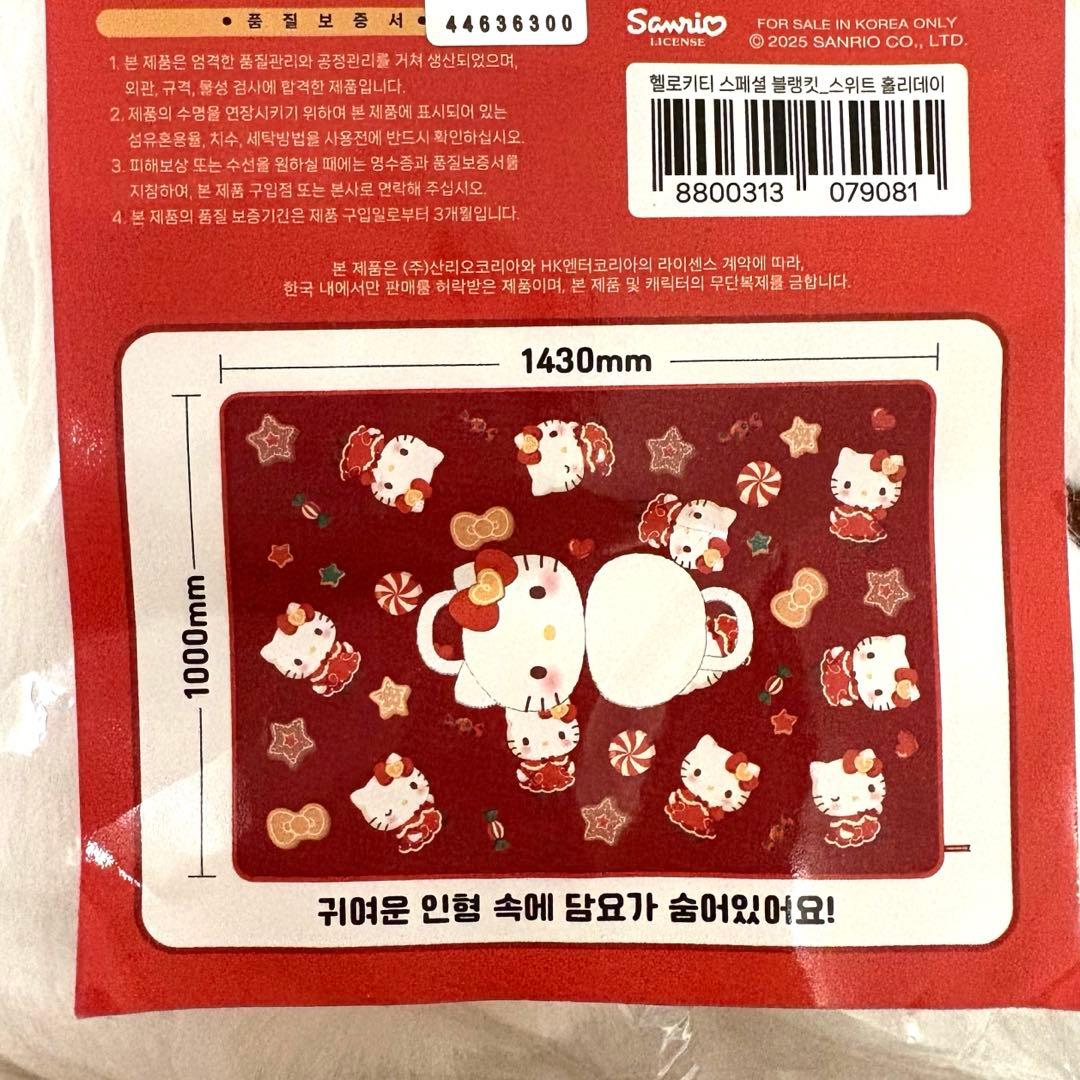 • 품질보증서 •
44636300
Sanrio
LICENSE
FOR SALE IN KOREA ONLY
© 2025 SANRIO CO., LTD.
1. 본 제품은 엄격한 품질관리와 공정관리를 거쳐 생산되었으며,
외관, 규격, 물성 검사에 합격한 제품입니다.
2. 제품의 수명을 연장시키기 위하여 본 제품에 표시되어 있는
섬유혼용율, 치수, 세탁방법을 사용전에 반드시 확인하십시오.
3. 피해보상 또는 수선을 원하실 때에는 영수증과 품질보증서를
지참하여, 본 제품 구입점 또는 본사로 연락해 주십시오.
4. 본 제품의 품질 보증기간은 제품 구입일로부터 3개월입니다.
헬로키티 스페셜 블랭킷_스위트 홀리데이
8800313 079081
본 제품은 (주)산리오코리아와 HK엔터코리아의 라이센스 계약에 따라,
한국 내에서만 판매를 허락받은 제품이며, 본 제품 및 캐릭터의 무단복제를 금합니다.
1430mm
1000mm
귀여운 인형 속에 담요가 숨어있어요!